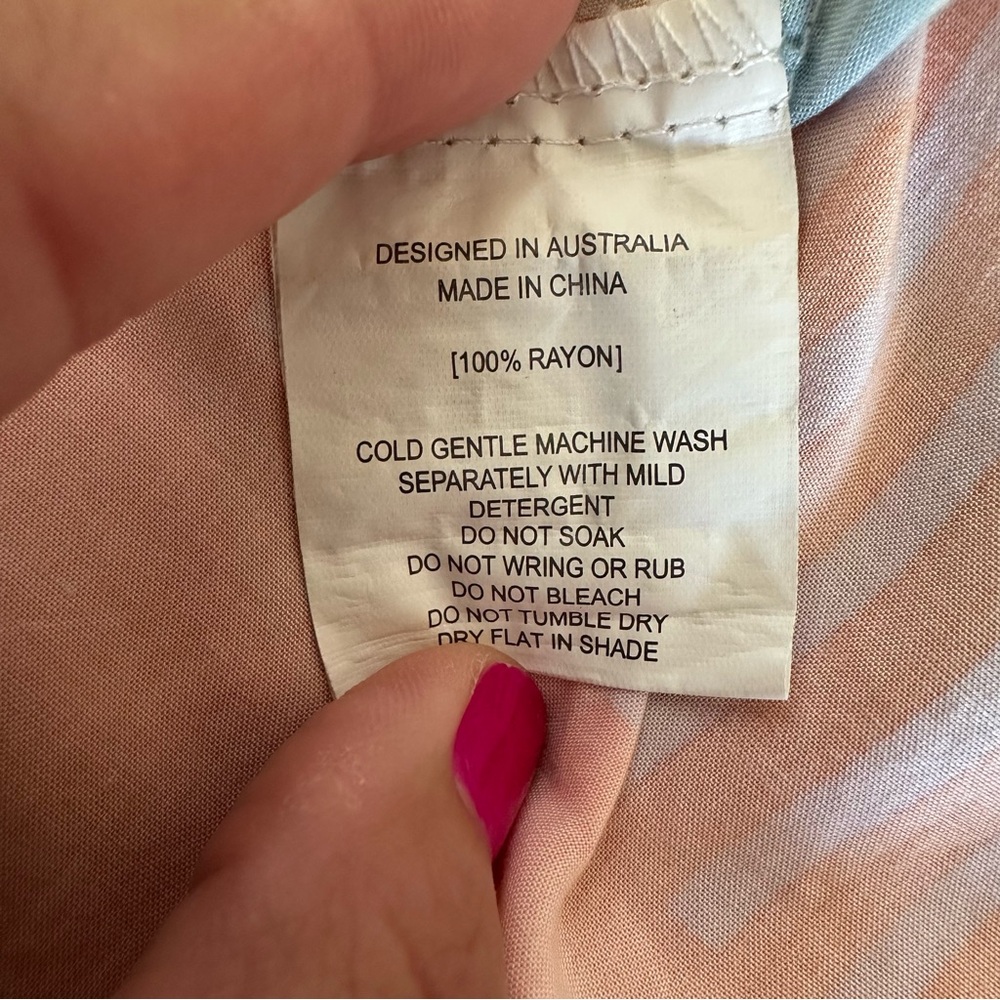 DESIGNED IN AUSTRALIA
MADE IN CHINA
[100% RAYON]
COLD GENTLE MACHINE WASH
SEPARATELY WITH MILD
DETERGENT
DO NOT SOAK
DO NOT WRING OR RUB
DO NOT BLEACH
DO NOT TUMBLE DRY
DRY FLAT IN SHADE